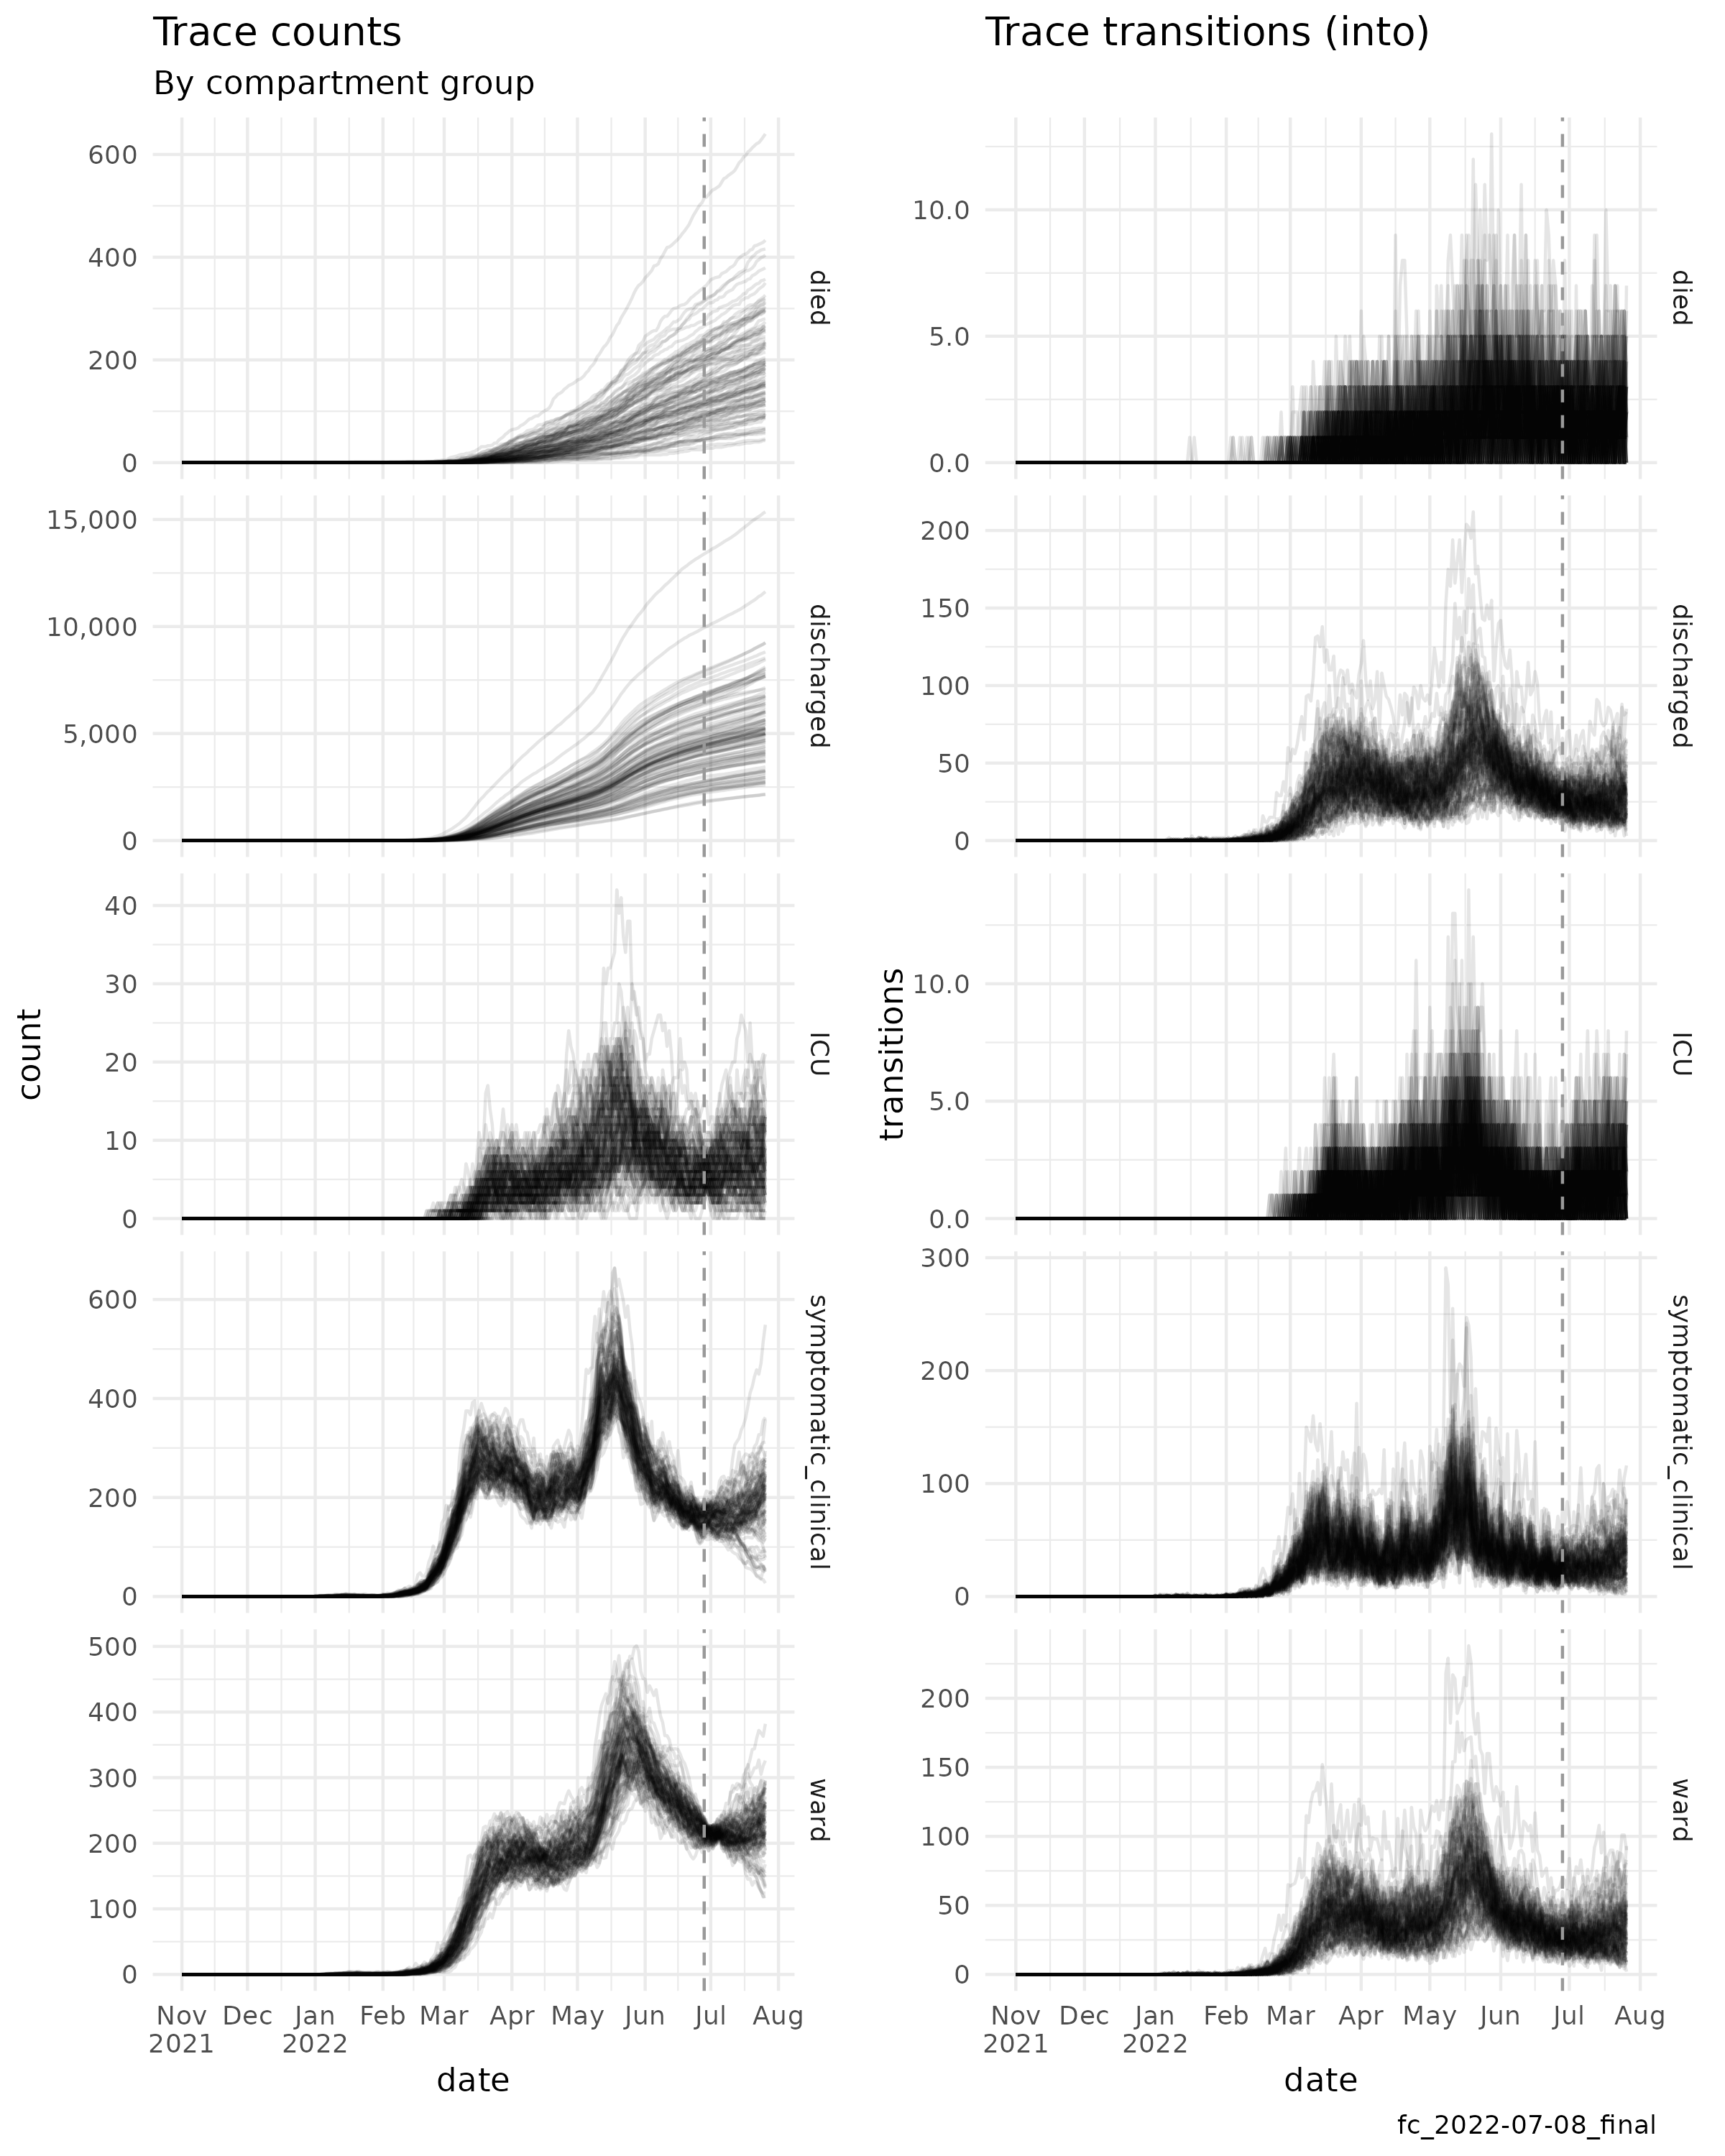 Trace counts
By compartment group
Trace transitions (into)
count
600
400
200
0
died
15,000
10,000
5,000
0
discharged
40
30
20
10
0
ICU
600
400
200
0
symptomatic_clinical
500
400
300
200
100
0
ward
Nov Dec Jan Feb Mar Apr May Jun Jul Aug
2021 2022
date
transitions
10.0
5.0
0.0
died
200
150
100
50
0
discharged
10.0
5.0
0.0
ICU
300
200
100
0
symptomatic_clinical
200
150
100
50
0
ward
Nov Dec Jan Feb Mar Apr May Jun Jul Aug
2021 2022
date
fc_2022-07-08_final